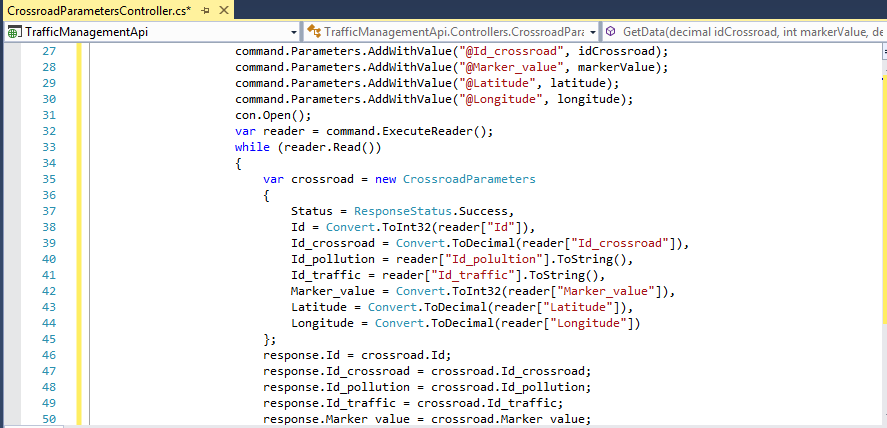 CrossroadParametersController.cs*
TrafficManagementApi TrafficManagementApi.Controllers.CrossroadPara GetData(decimal idCrossroad, int markerValue, de
27 command.Parameters.AddWithValue("@Id_crossroad", idCrossroad);
28 command.Parameters.AddWithValue("@Marker_value", markerValue);
29 command.Parameters.AddWithValue("@Latitude", latitude);
30 command.Parameters.AddWithValue("@Longitude", longitude);
31 con.Open();
32 var reader = command.ExecuteReader();
33 while (reader.Read())
34 {
35 var crossroad = new CrossroadParameters
36 {
37 Status = ResponseStatus.Success,
38 Id = Convert.ToInt32(reader["Id"]),
39 Id_crossroad = Convert.ToDecimal(reader["Id_crossroad"]),
40 Id_pollution = reader["Id_polultion"].ToString(),
41 Id_traffic = reader["Id_traffic"].ToString(),
42 Marker_value = Convert.ToInt32(reader["Marker_value"]),
43 Latitude = Convert.ToDecimal(reader["Latitude"]),
44 Longitude = Convert.ToDecimal(reader["Longitude"])
45 };
46 response.Id = crossroad.Id;
47 response.Id_crossroad = crossroad.Id_crossroad;
48 response.Id_pollution = crossroad.Id_pollution;
49 response.Id_traffic = crossroad.Id_traffic;
50 response.Marker_value = crossroad.Marker_value;